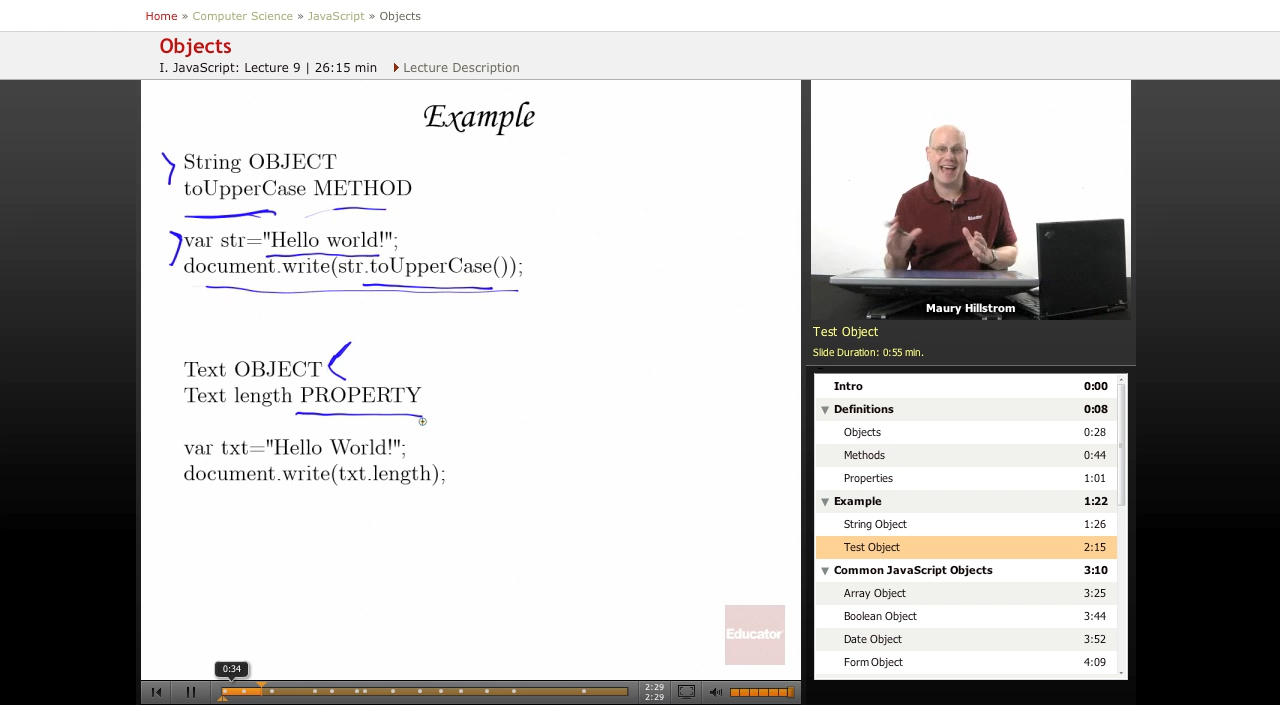 Home » Computer Science » JavaScript » Objects
Objects
I. JavaScript: Lecture 9 | 26:15 min
Lecture Description
Example
String OBJECT
toUpperCase METHOD
var str="Hello world!";
document.write(str.toUpperCase());
Text OBJECT
Text length PROPERTY
var txt="Hello World!";
document.write(txt.length);
Educator
0:34
2:29
2:29
Maury Hillstrom
Test Object
Slide Duration: 0:55 min.
Intro 0:00
Definitions 0:08
Objects 0:28
Methods 0:44
Properties 1:01
Example 1:22
String Object 1:26
Test Object 2:15
Common JavaScript Objects 3:10
Array Object 3:25
Boolean Object 3:44
Date Object 3:52
Form Object 4:09